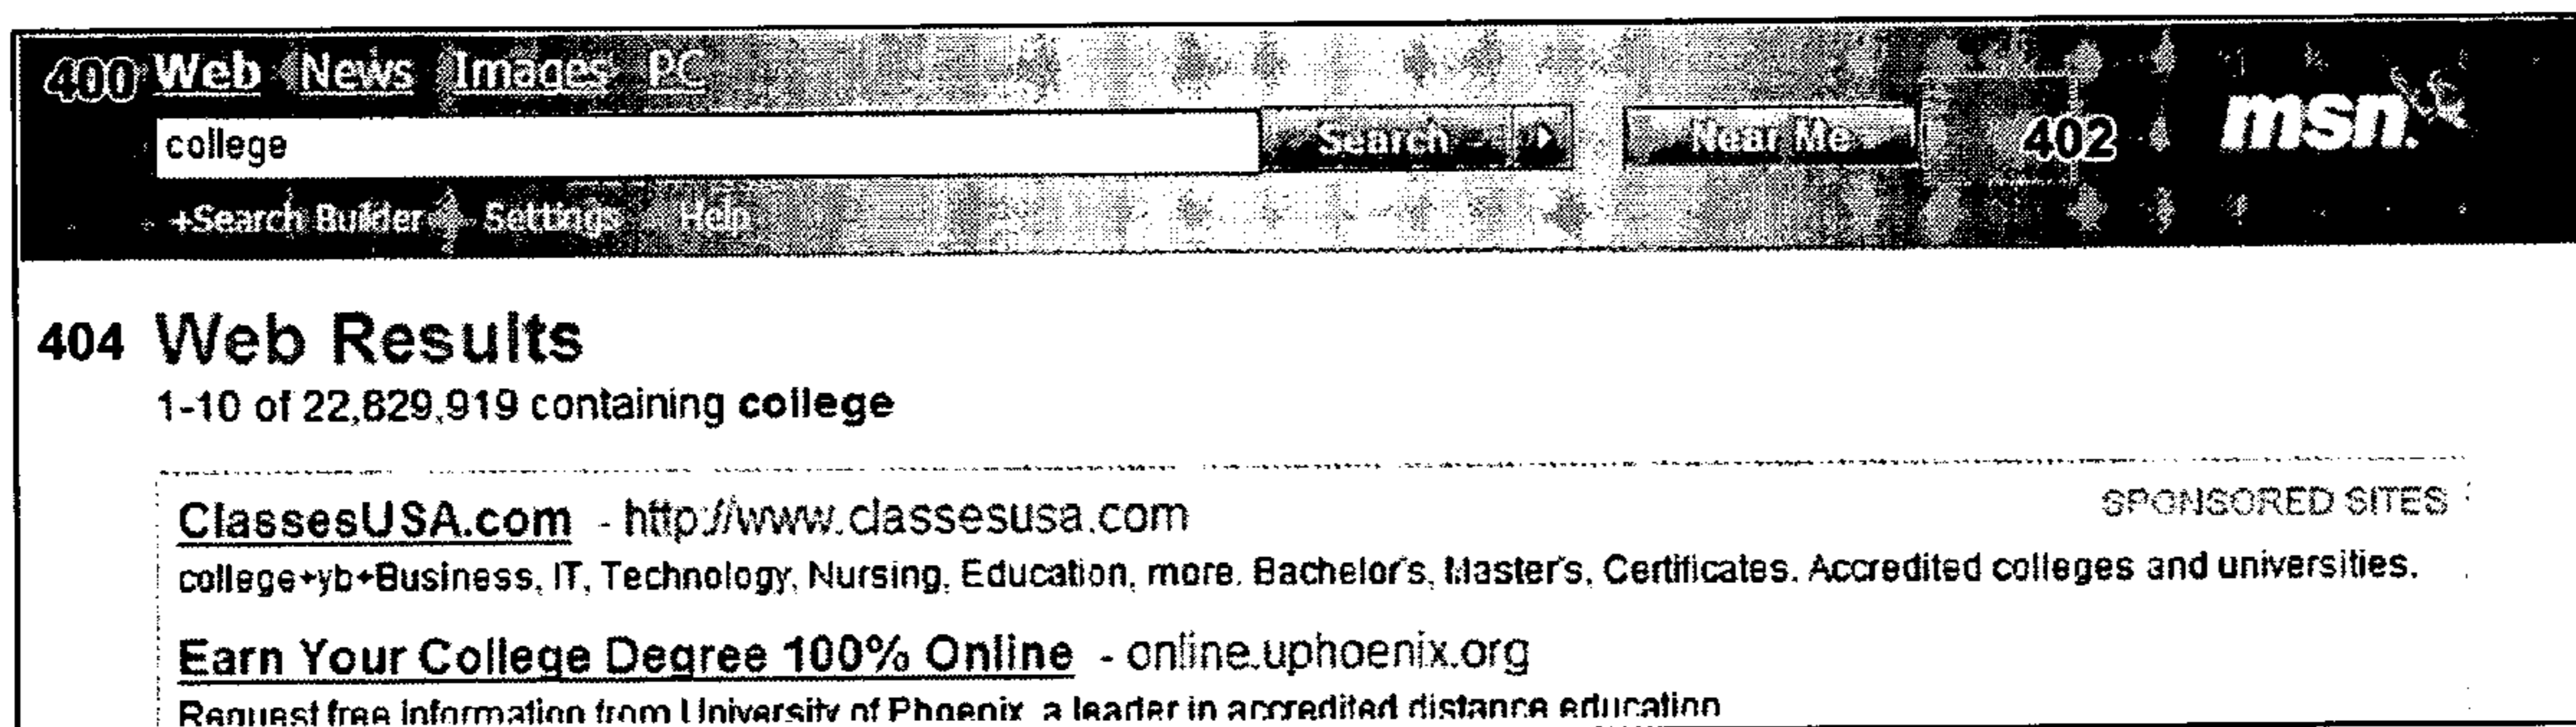 400 Web News Images PC
college Search Near Me 402 msn
+Search Builder Settings Help
404 Web Results
1-10 of 22,829,919 containing college
ClassesUSA.com - http://www.classesusa.com SPONSORED SITES
college+yb+Business, IT, Technology, Nursing, Education, more. Bachelor's, Master's, Certificates. Accredited colleges and universities.
Earn Your College Degree 100% Online - online.uphoenix.org
Request free information from University of Phoenix a leader in accredited distance education